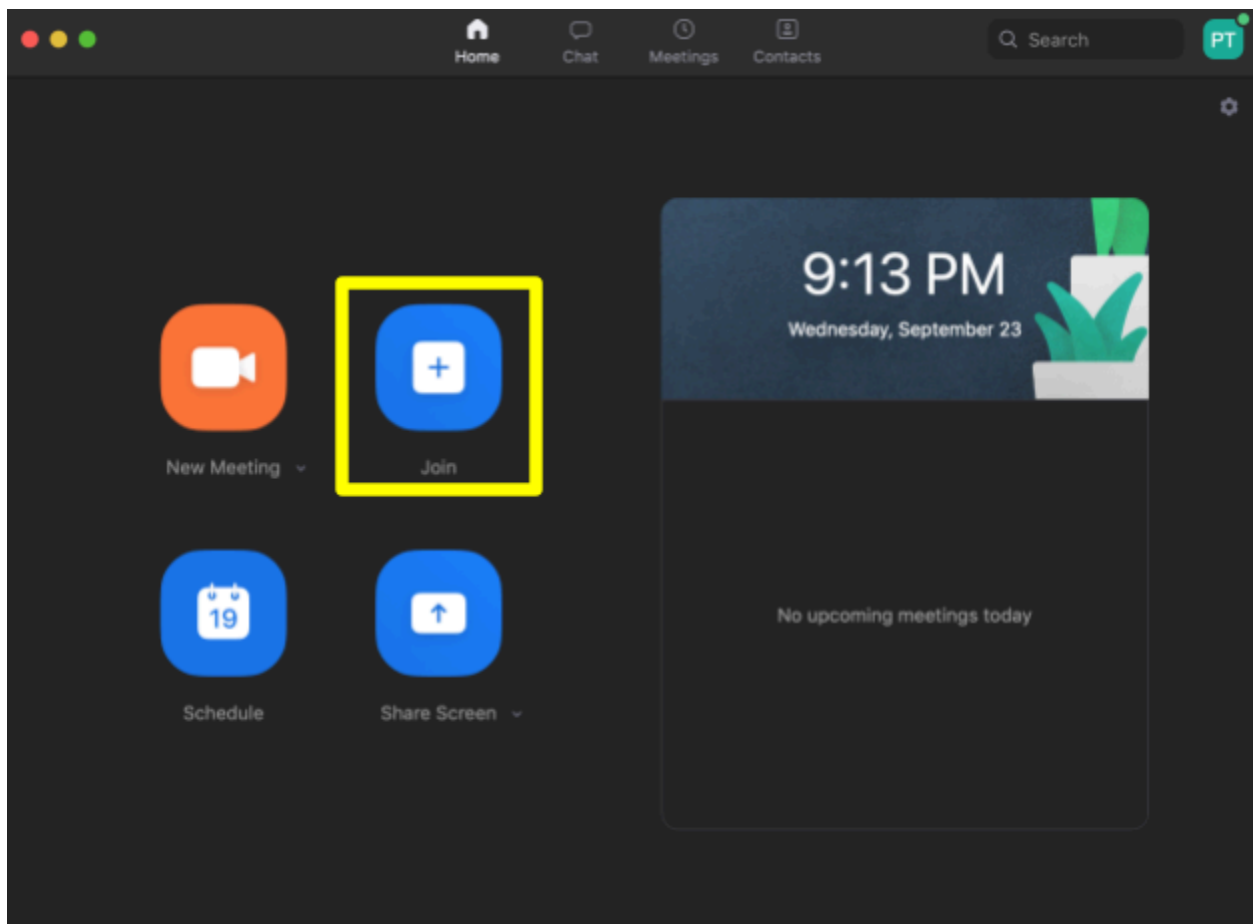 Home
Chat
Meetings
Contacts
Search
PT
9:13 PM
Wednesday, September 23
New Meeting
Join
19
Schedule
Share Screen
No upcoming meetings today